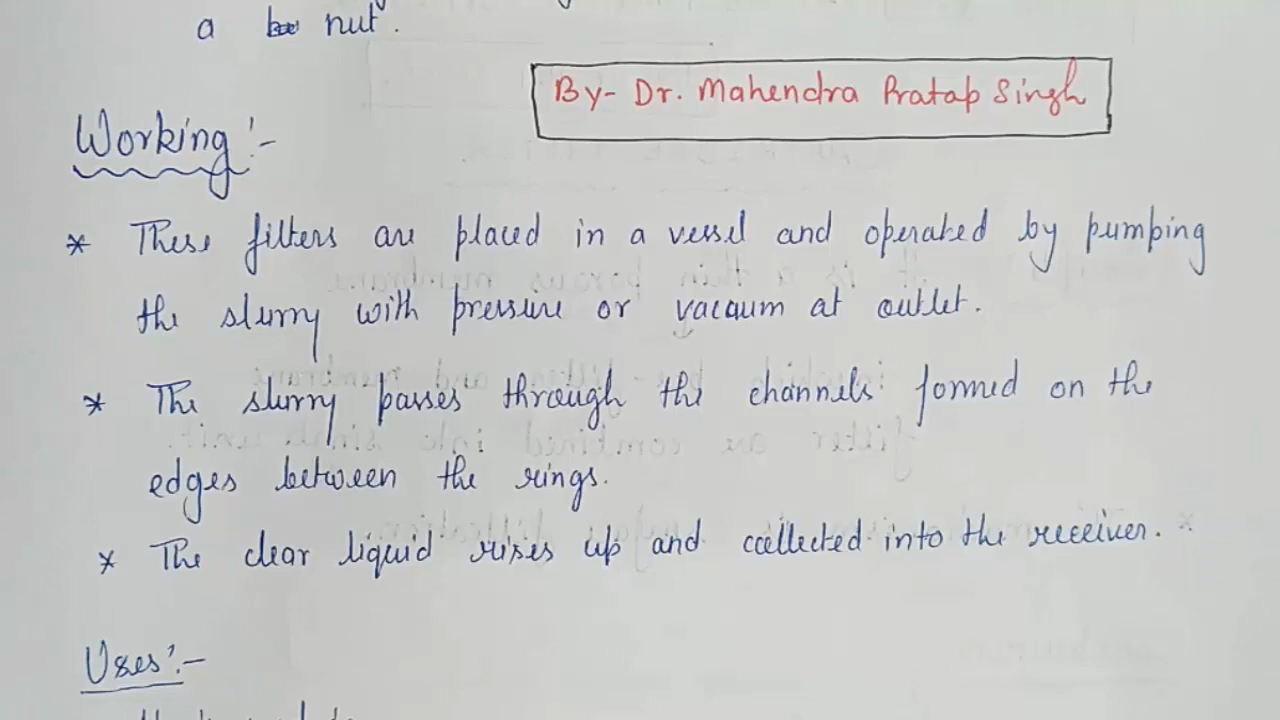 a nut.
By- Dr. Mahendra Pratap Singh
Working :-
* These filters are placed in a vessel and operated by pumping
the slurry with pressure or vacuum at outlet.
* The slurry passes through the channels formed on the
edges between the rings.
* The clear liquid rises up and collected into the receiver.
Uses :-